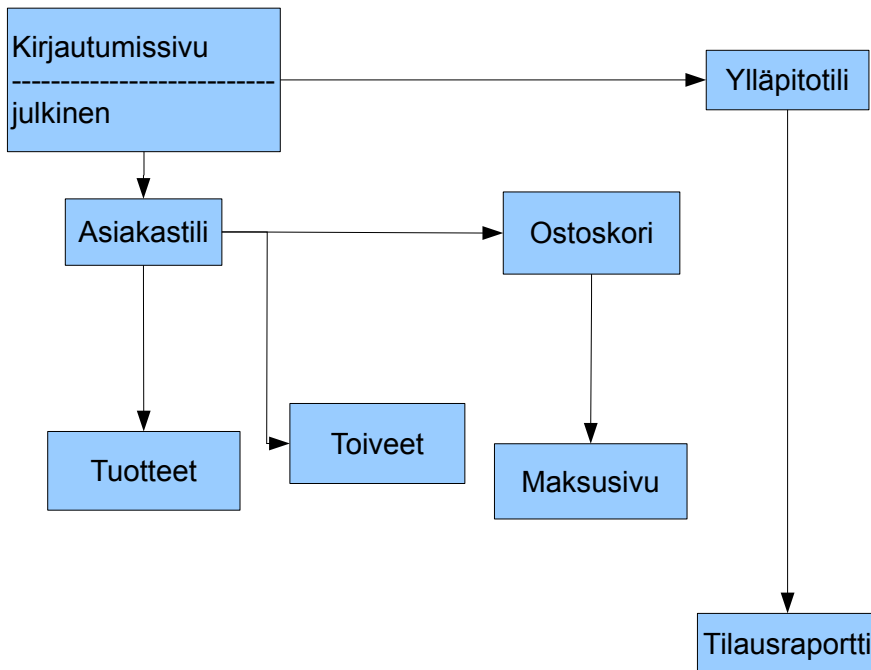 Kirjautumissivu
-----------------------------
julkinen
Ylläpitotili
Asiakastili
Ostoskori
Tuotteet
Toiveet
Maksusivu
Tilausraportti